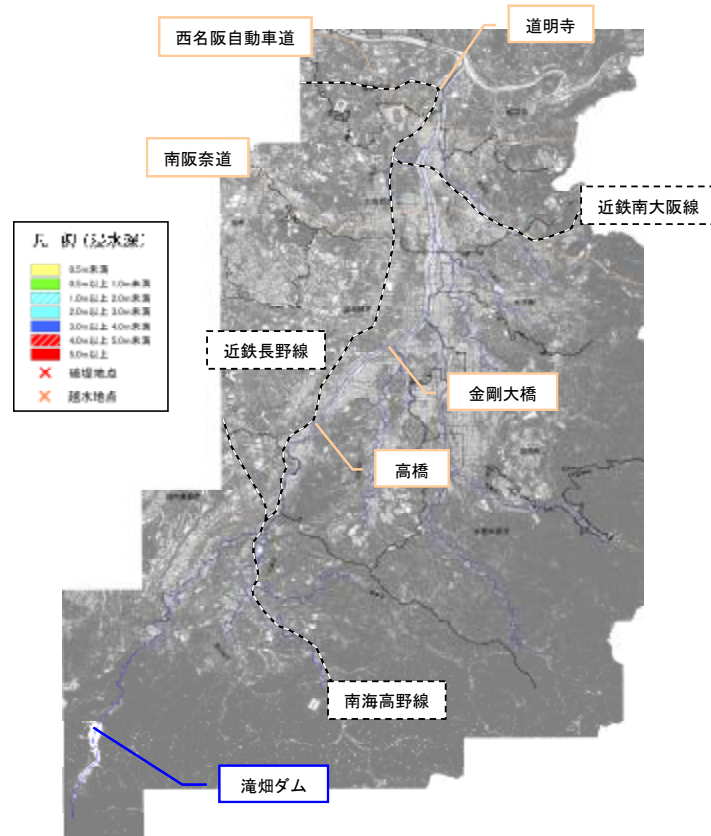 道明寺
西名阪自動車道
南阪奈道
近鉄南大阪線
凡 例 (浸水深)
0.5m未満
0.5m以上 1.0m未満
1.0m以上 2.0m未満
2.0m以上 3.0m未満
3.0m以上 4.0m未満
4.0m以上 5.0m未満
5.0m以上
破堤地点
越水地点
近鉄長野線
金剛大橋
高橋
南海高野線
滝畑ダム